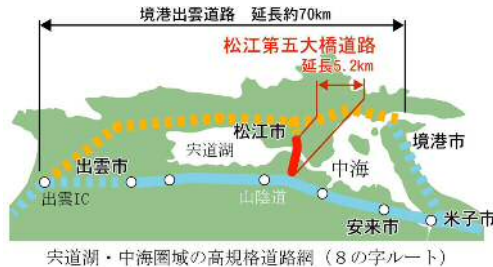 境港出雲道路 延長約70km
松江第五大橋道路
延長5.2km
松江市
境港市
宍道湖
中海
出雲市
出雲IC
山陰道
安来市
米子市
宍道湖・中海圏域の高規格道路網（８の字ルート）